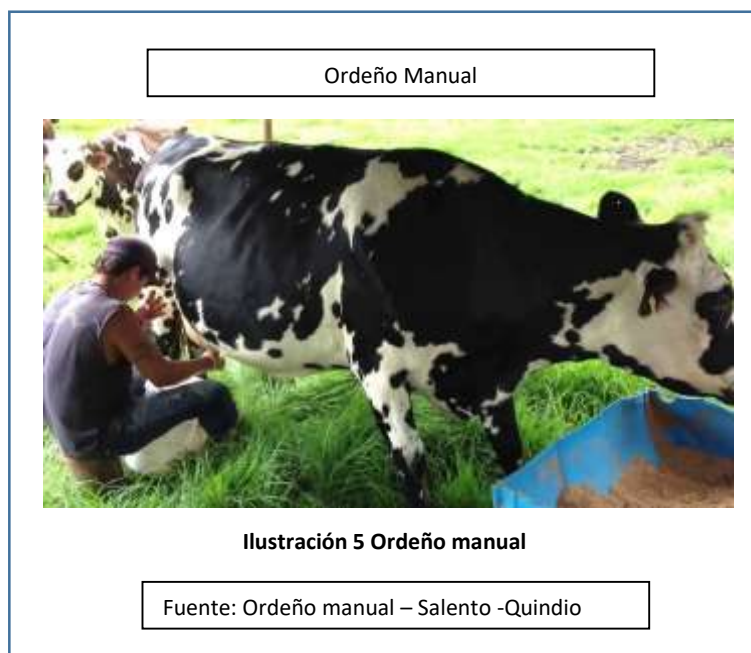 Ordeño Manual
Ilustración 5 Ordeño manual
Fuente: Ordeño manual – Salento -Quindio